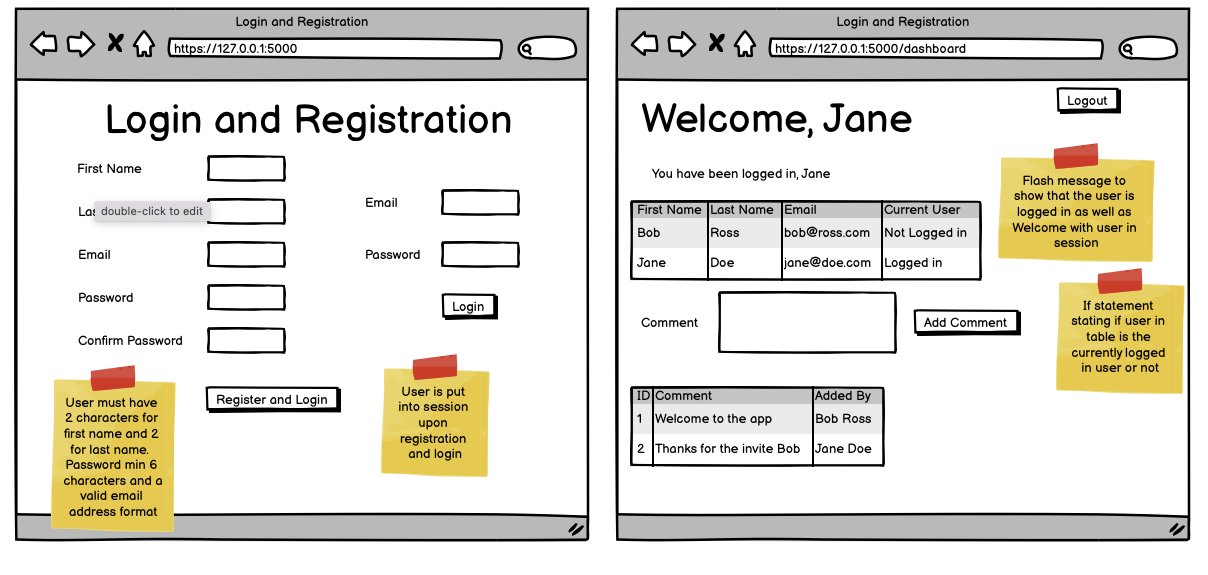 Login and Registration
https://127.0.0.1:5000
Login and Registration
First Name
Las
double-click to edit
Email
Password
Confirm Password
Register and Login
Email
Password
Login
User must have
2 characters for
first name and 2
for last name.
Password min 6
characters and a
valid email
address format
User is put
into session
upon
registration
and login
Login and Registration
https://127.0.0.1:5000/dashboard
Welcome, Jane
Logout
You have been logged in, Jane
First Name Last Name Email Current User
Bob Ross bob@ross.com Not Logged in
Jane Doe jane@doe.com Logged in
Comment
Add Comment
ID Comment Added By
1 Welcome to the app Bob Ross
2 Thanks for the invite Bob Jane Doe
Flash message to
show that the user is
logged in as well as
Welcome with user in
session
If statement
stating if user in
table is the
currently logged
in user or not